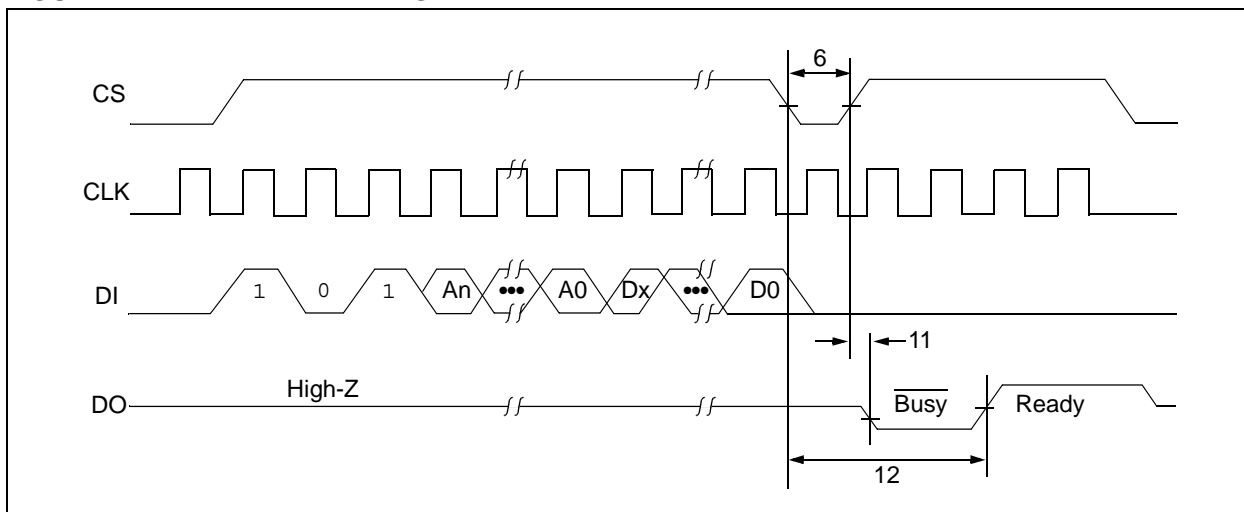 6
CS
CLK
DI 1 0 1 An ••• A0 Dx ••• D0
11
High-Z
DO Busy Ready
12